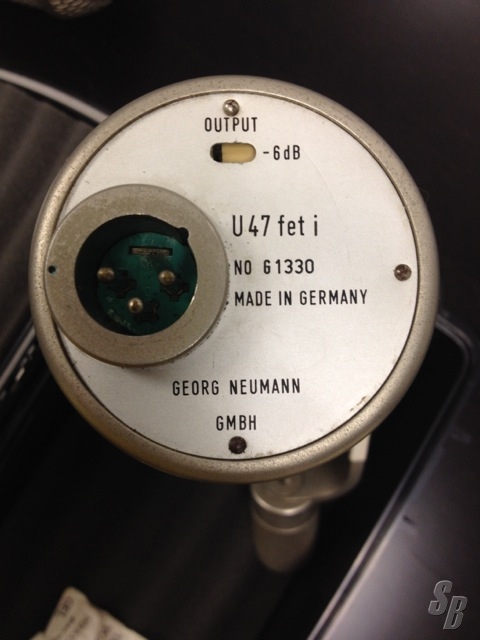 OUTPUT
-6dB
U 47 fet i
NO 61330
MADE IN GERMANY
GEORG NEUMANN
GMBH
SB